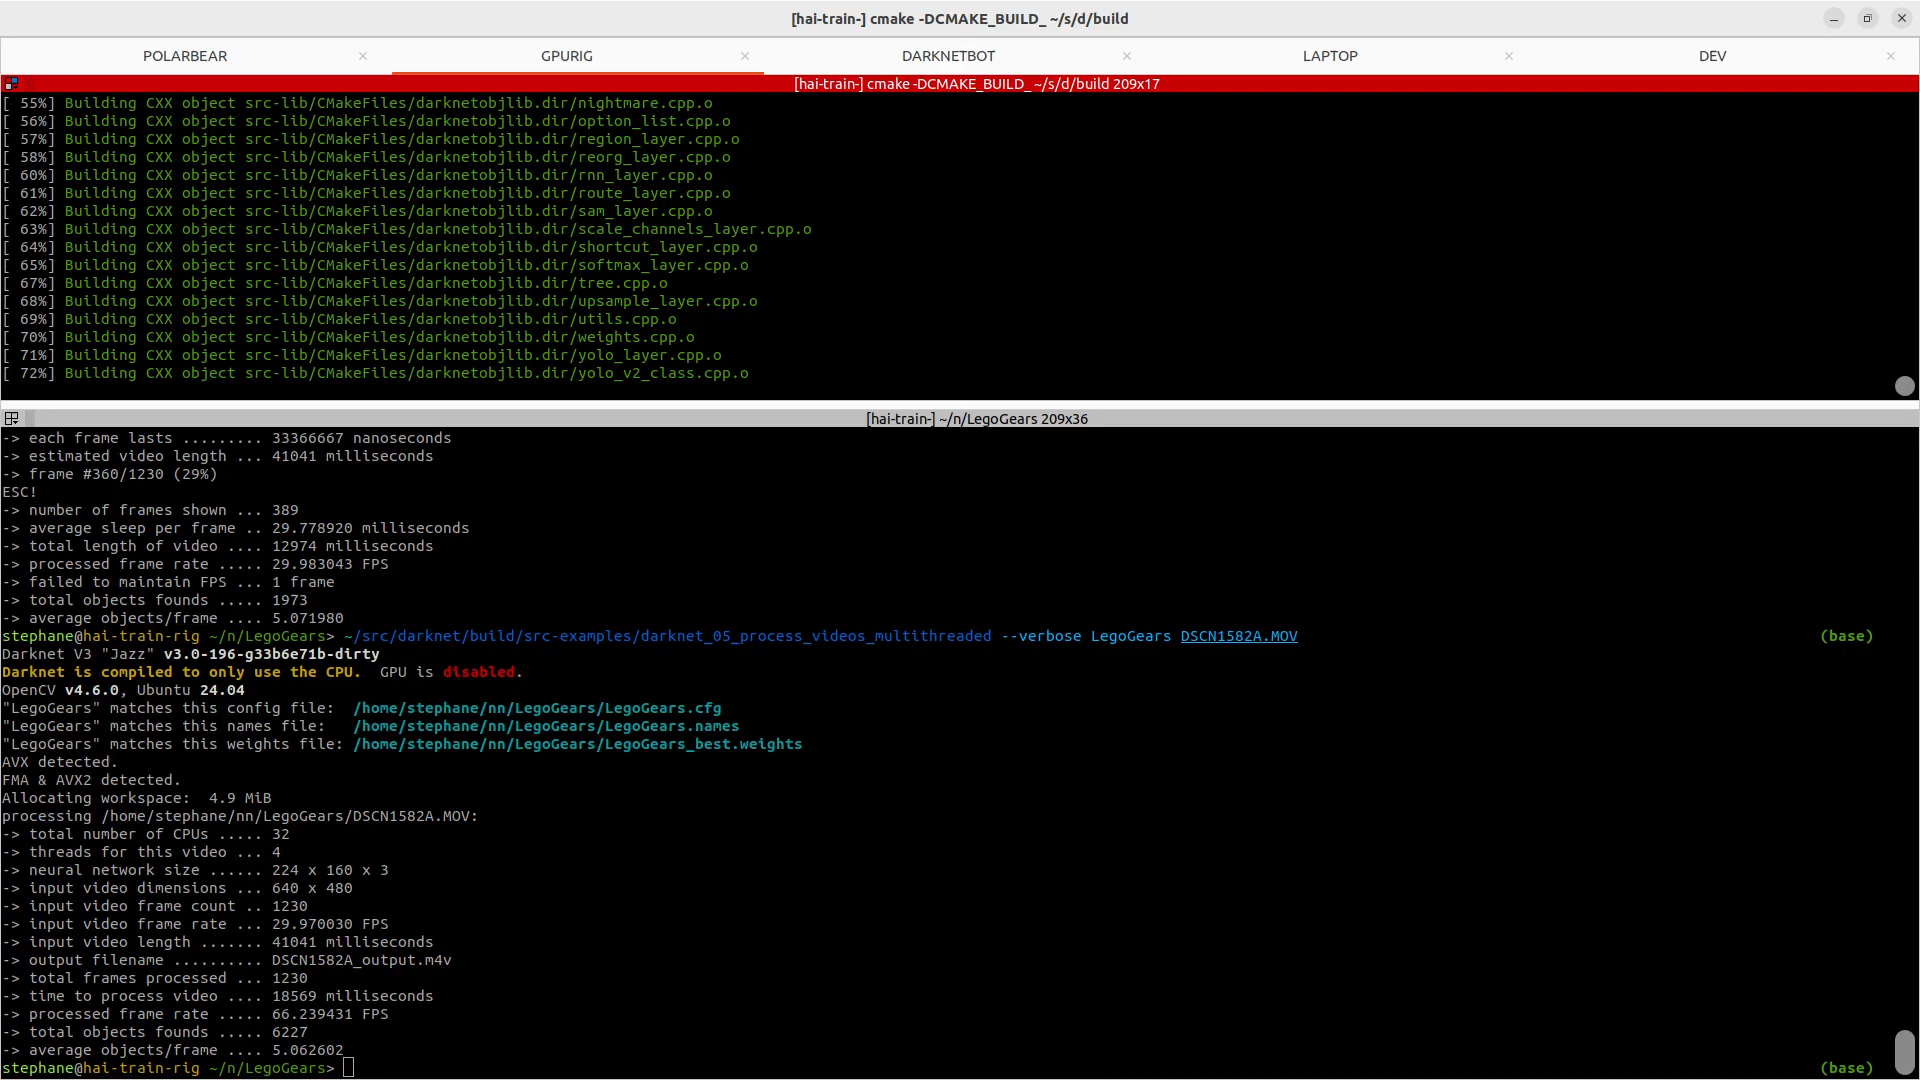 [hai-train-] cmake -DCMAKE_BUILD_ ~/s/d/build
POLARBEAR × GPURIG × DARKNETBOT × LAPTOP × DEV ×
[hai-train-] cmake -DCMAKE_BUILD_ ~/s/d/build 209x17
[ 55%] Building CXX object src-lib/CMakeFiles/darknetobjlib.dir/nightmare.cpp.o
[ 56%] Building CXX object src-lib/CMakeFiles/darknetobjlib.dir/option_list.cpp.o
[ 57%] Building CXX object src-lib/CMakeFiles/darknetobjlib.dir/region_layer.cpp.o
[ 58%] Building CXX object src-lib/CMakeFiles/darknetobjlib.dir/reorg_layer.cpp.o
[ 60%] Building CXX object src-lib/CMakeFiles/darknetobjlib.dir/rnn_layer.cpp.o
[ 61%] Building CXX object src-lib/CMakeFiles/darknetobjlib.dir/route_layer.cpp.o
[ 62%] Building CXX object src-lib/CMakeFiles/darknetobjlib.dir/sam_layer.cpp.o
[ 63%] Building CXX object src-lib/CMakeFiles/darknetobjlib.dir/scale_channels_layer.cpp.o
[ 64%] Building CXX object src-lib/CMakeFiles/darknetobjlib.dir/shortcut_layer.cpp.o
[ 65%] Building CXX object src-lib/CMakeFiles/darknetobjlib.dir/softmax_layer.cpp.o
[ 67%] Building CXX object src-lib/CMakeFiles/darknetobjlib.dir/tree.cpp.o
[ 68%] Building CXX object src-lib/CMakeFiles/darknetobjlib.dir/upsample_layer.cpp.o
[ 69%] Building CXX object src-lib/CMakeFiles/darknetobjlib.dir/utils.cpp.o
[ 70%] Building CXX object src-lib/CMakeFiles/darknetobjlib.dir/weights.cpp.o
[ 71%] Building CXX object src-lib/CMakeFiles/darknetobjlib.dir/yolo_layer.cpp.o
[ 72%] Building CXX object src-lib/CMakeFiles/darknetobjlib.dir/yolo_v2_class.cpp.o
[hai-train-] ~/n/LegoGears 209x36
-> each frame lasts ......... 33366667 nanoseconds
-> estimated video length ... 41041 milliseconds
-> frame #360/1230 (29%)
ESC!
-> number of frames shown ... 389
-> average sleep per frame .. 29.778920 milliseconds
-> total length of video .... 12974 milliseconds
-> processed frame rate ..... 29.983043 FPS
-> failed to maintain FPS ... 1 frame
-> total objects founds ..... 1973
-> average objects/frame .... 5.071980
stephane@hai-train-rig ~/n/LegoGears> ~/src/darknet/build/src-examples/darknet_05_process_videos_multithreaded --verbose LegoGears DSCN1582A.MOV (base)
Darknet V3 "Jazz" v3.0-196-g33b6e71b-dirty
Darknet is compiled to only use the CPU.  GPU is disabled.
OpenCV v4.6.0, Ubuntu 24.04
"LegoGears" matches this config file:  /home/stephane/nn/LegoGears/LegoGears.cfg
"LegoGears" matches this names file:   /home/stephane/nn/LegoGears/LegoGears.names
"LegoGears" matches this weights file: /home/stephane/nn/LegoGears/LegoGears_best.weights
AVX detected.
FMA & AVX2 detected.
Allocating workspace:  4.9 MiB
processing /home/stephane/nn/LegoGears/DSCN1582A.MOV:
-> total number of CPUs ..... 32
-> threads for this video ... 4
-> neural network size ...... 224 x 160 x 3
-> input video dimensions ... 640 x 480
-> input video frame count .. 1230
-> input video frame rate ... 29.970030 FPS
-> input video length ....... 41041 milliseconds
-> output filename .......... DSCN1582A_output.m4v
-> total frames processed ... 1230
-> time to process video .... 18569 milliseconds
-> processed frame rate ..... 66.239431 FPS
-> total objects founds ..... 6227
-> average objects/frame .... 5.062602
stephane@hai-train-rig ~/n/LegoGears> (base)